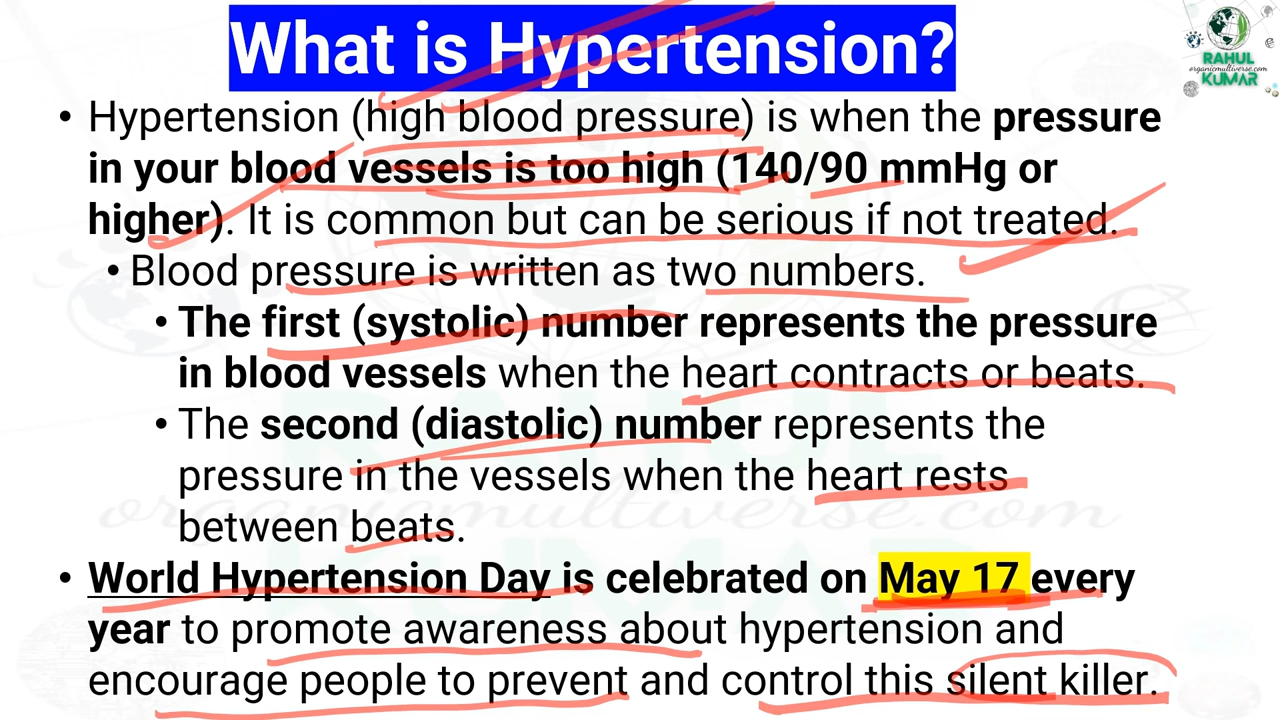 What is Hypertension?
RAHUL
organicmultiverse.com
KUMAR
• Hypertension (high blood pressure) is when the pressure
in your blood vessels is too high (140/90 mmHg or
higher). It is common but can be serious if not treated.
• Blood pressure is written as two numbers.
• The first (systolic) number represents the pressure
in blood vessels when the heart contracts or beats.
• The second (diastolic) number represents the
pressure in the vessels when the heart rests
between beats.
organicmultiverse.com
KUMAR
• World Hypertension Day is celebrated on May 17 every
year to promote awareness about hypertension and
encourage people to prevent and control this silent killer.